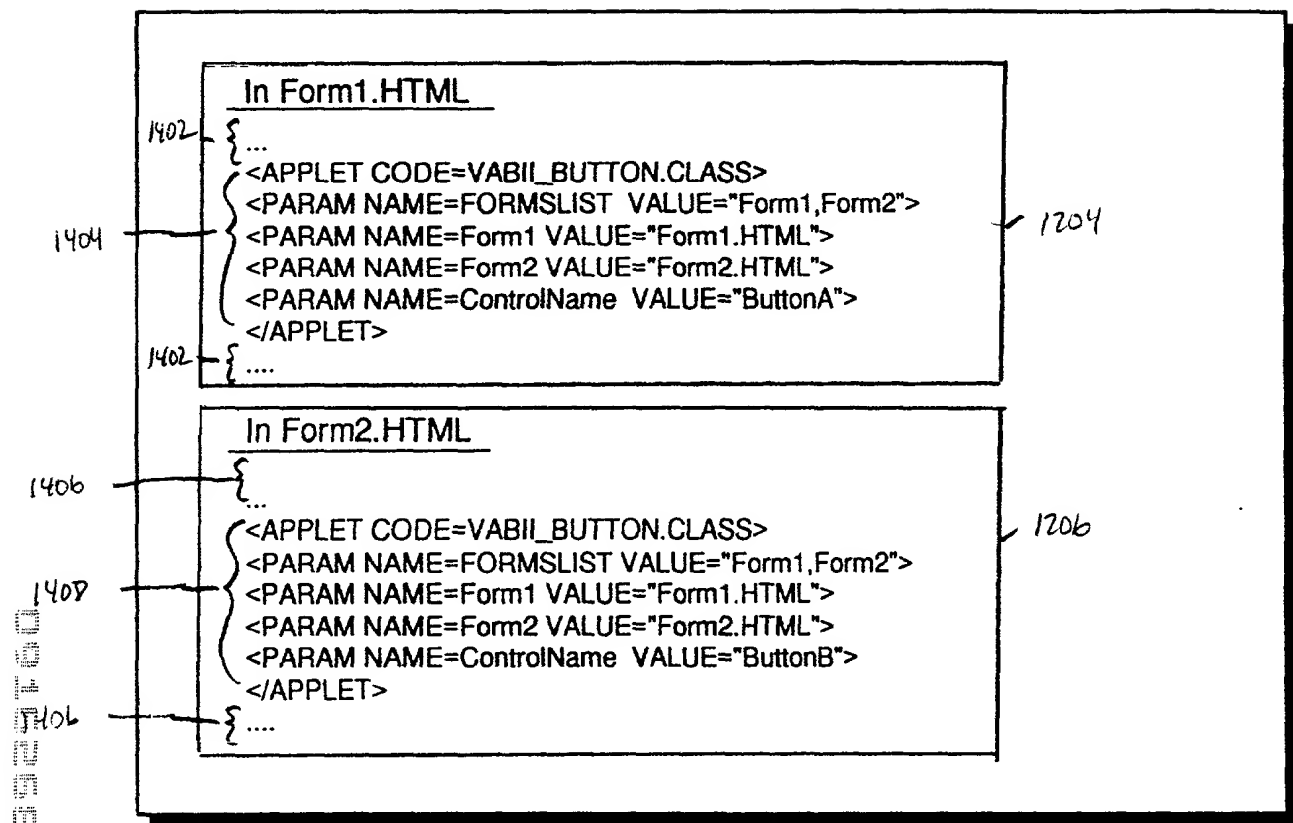 In Form1.HTML
1402
{ ...
<APPLET CODE=VABII_BUTTON.CLASS>
<PARAM NAME=FORMSLIST VALUE="Form1,Form2">
1204
1404
<PARAM NAME=Form1 VALUE="Form1.HTML">
<PARAM NAME=Form2 VALUE="Form2.HTML">
<PARAM NAME=ControlName VALUE="ButtonA">
</APPLET>
1402
{ ....
In Form2.HTML
1406
{ ...
<APPLET CODE=VABII_BUTTON.CLASS>
1206
<PARAM NAME=FORMSLIST VALUE="Form1,Form2">
1408
<PARAM NAME=Form1 VALUE="Form1.HTML">
<PARAM NAME=Form2 VALUE="Form2.HTML">
<PARAM NAME=ControlName VALUE="ButtonB">
</APPLET>
1406
{ ....